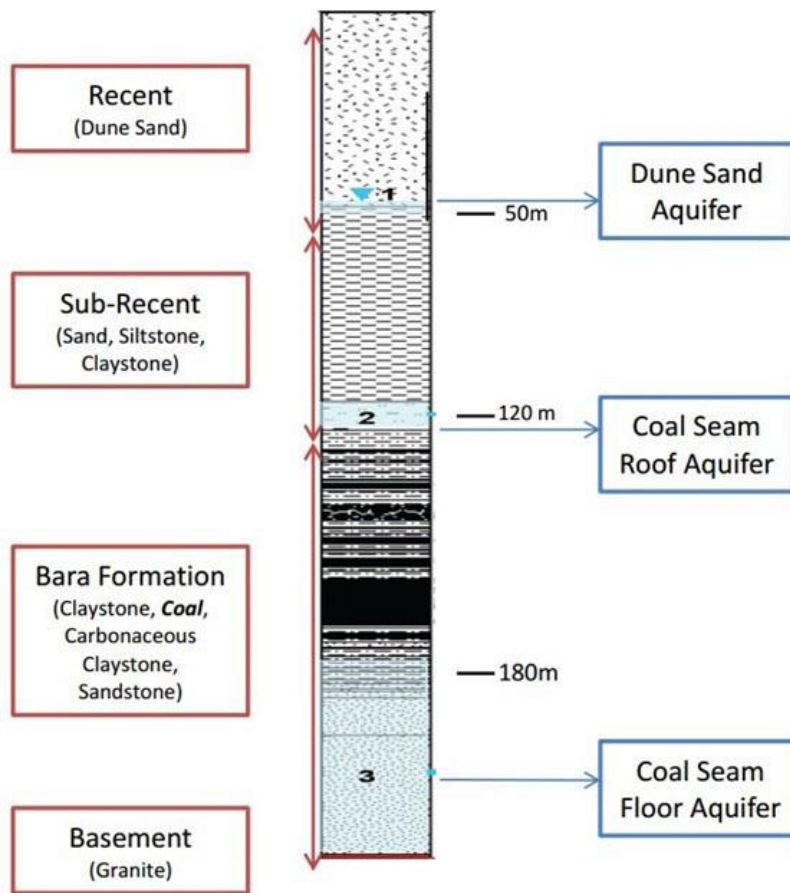 Recent
(Dune Sand)
1
50m
Dune Sand
Aquifer
Sub-Recent
(Sand, Siltstone,
Claystone)
2
120 m
Coal Seam
Roof Aquifer
Bara Formation
(Claystone, Coal,
Carbonaceous
Claystone,
Sandstone)
180m
3
Coal Seam
Floor Aquifer
Basement
(Granite)